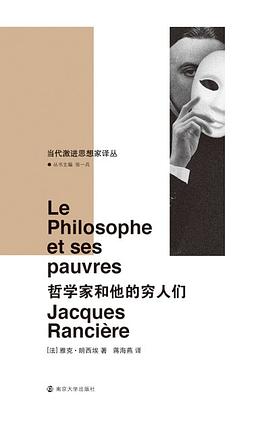 当代激进思想家译丛
● 丛书主编 张一兵
Le
Philosophe
et ses
pauvres
哲学家和他的穷人们
Jacques
Rancière
[法] 雅克·朗西埃 著 蒋海燕 译
南京大学出版社